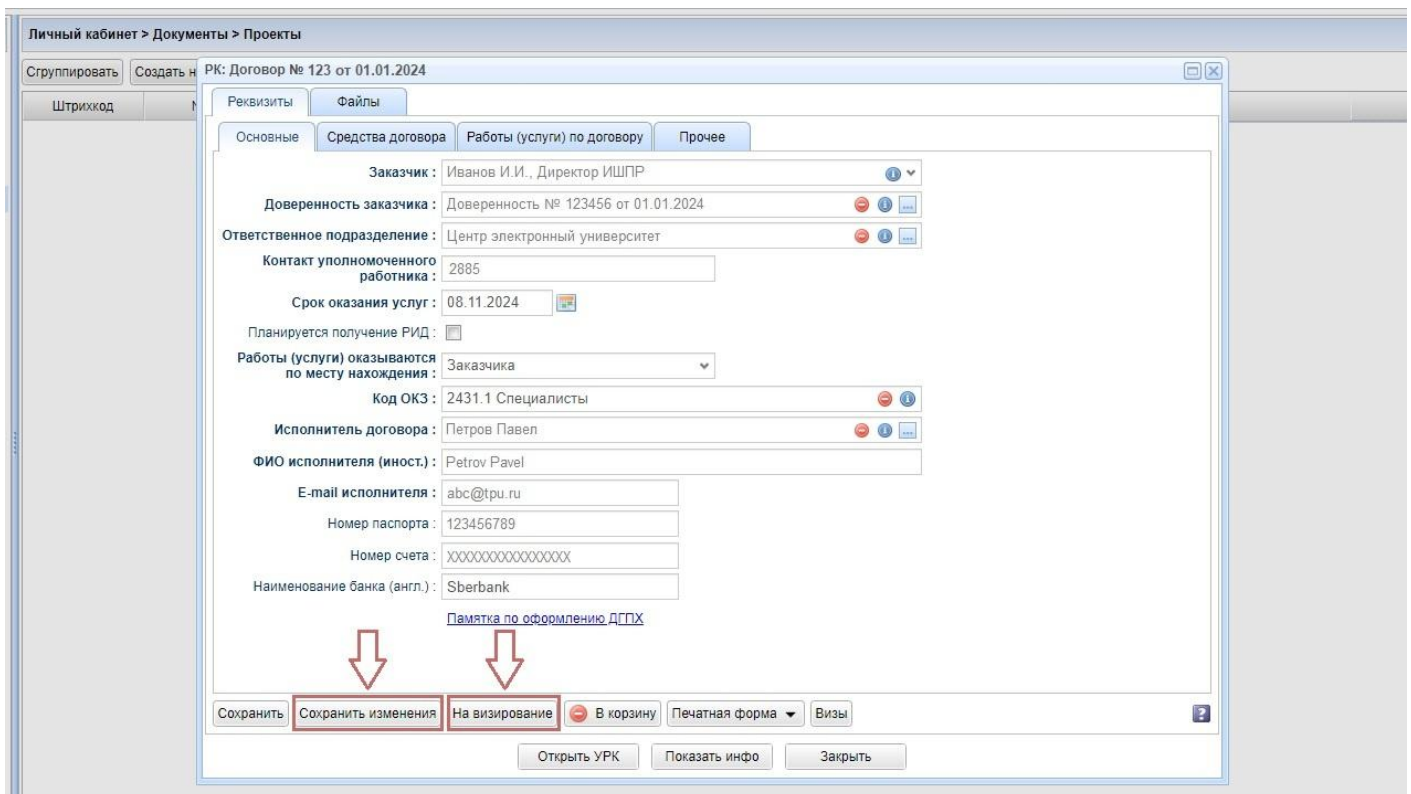 Личный кабинет > Документы > Проекты
Сгруппировать Создать н
РК: Договор № 123 от 01.01.2024
Штрихкод
Реквизиты Файлы
Основные Средства договора Работы (услуги) по договору Прочее
Заказчик : Иванов И.И., Директор ИШПР
Доверенность заказчика : Доверенность № 123456 от 01.01.2024
Ответственное подразделение : Центр электронный университет
Контакт уполномоченного
работника : 2885
Срок оказания услуг : 08.11.2024
Планируется получение РИД :
Работы (услуги) оказываются
по месту нахождения : Заказчика
Код ОКЗ : 2431.1 Специалисты
Исполнитель договора : Петров Павел
ФИО исполнителя (иност.) : Petrov Pavel
E-mail исполнителя : abc@tpu.ru
Номер паспорта : 123456789
Номер счета : XXXXXXXXXXXXXXXX
Наименование банка (англ.) : Sberbank
Памятка по оформлению ДГПХ
Сохранить Сохранить изменения На визирование В корзину Печатная форма Визы
Открыть УРК Показать инфо Закрыть